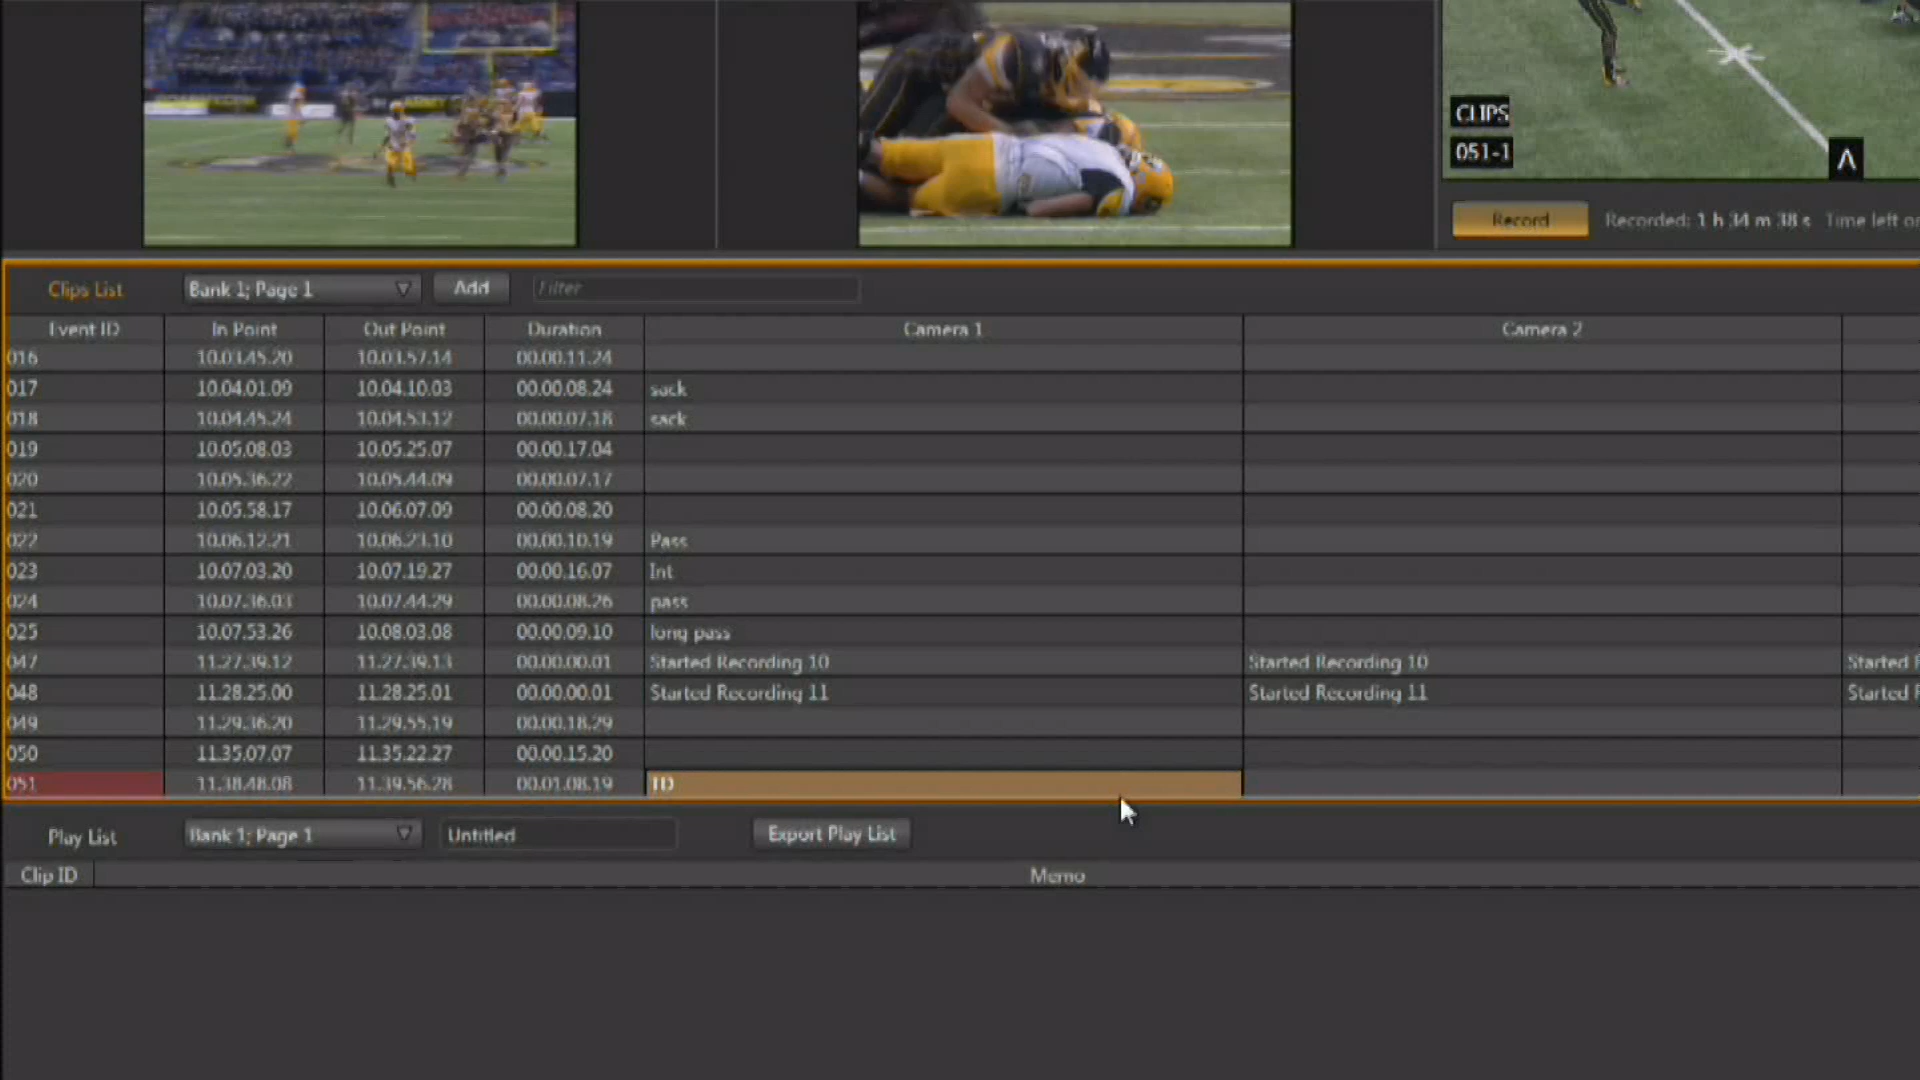 CLIPS
051-1
Λ
Record Recorded: 1 h 34 m 38 s Time left o
Clips List Bank 1; Page 1 Add Filter
Event ID In Point Out Point Duration Camera 1 Camera 2
016 10.03.45.20 10.03.57.14 00.00.11.24
017 10.04.01.09 10.04.10.03 00.00.08.24 sack
018 10.04.45.24 10.04.53.12 00.00.07.18 sack
019 10.05.08.03 10.05.25.07 00.00.17.04
020 10.05.36.22 10.05.44.09 00.00.07.17
021 10.05.58.17 10.06.07.09 00.00.08.20
022 10.06.12.21 10.06.23.10 00.00.10.19 Pass
023 10.07.03.20 10.07.19.27 00.00.16.07 Int
024 10.07.36.03 10.07.44.29 00.00.08.26 pass
025 10.07.53.26 10.08.03.08 00.00.09.10 long pass
047 11.27.39.12 11.27.39.13 00.00.00.01 Started Recording 10 Started Recording 10 Started R
048 11.28.25.00 11.28.25.01 00.00.00.01 Started Recording 11 Started Recording 11 Started R
049 11.29.36.20 11.29.55.19 00.00.18.29
050 11.35.07.07 11.35.22.27 00.00.15.20
051 11.38.48.08 11.39.56.28 00.01.08.19 TD
Play List Bank 1; Page 1 Untitled Export Play List
Clip ID Memo